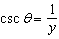 csc θ = 1/y